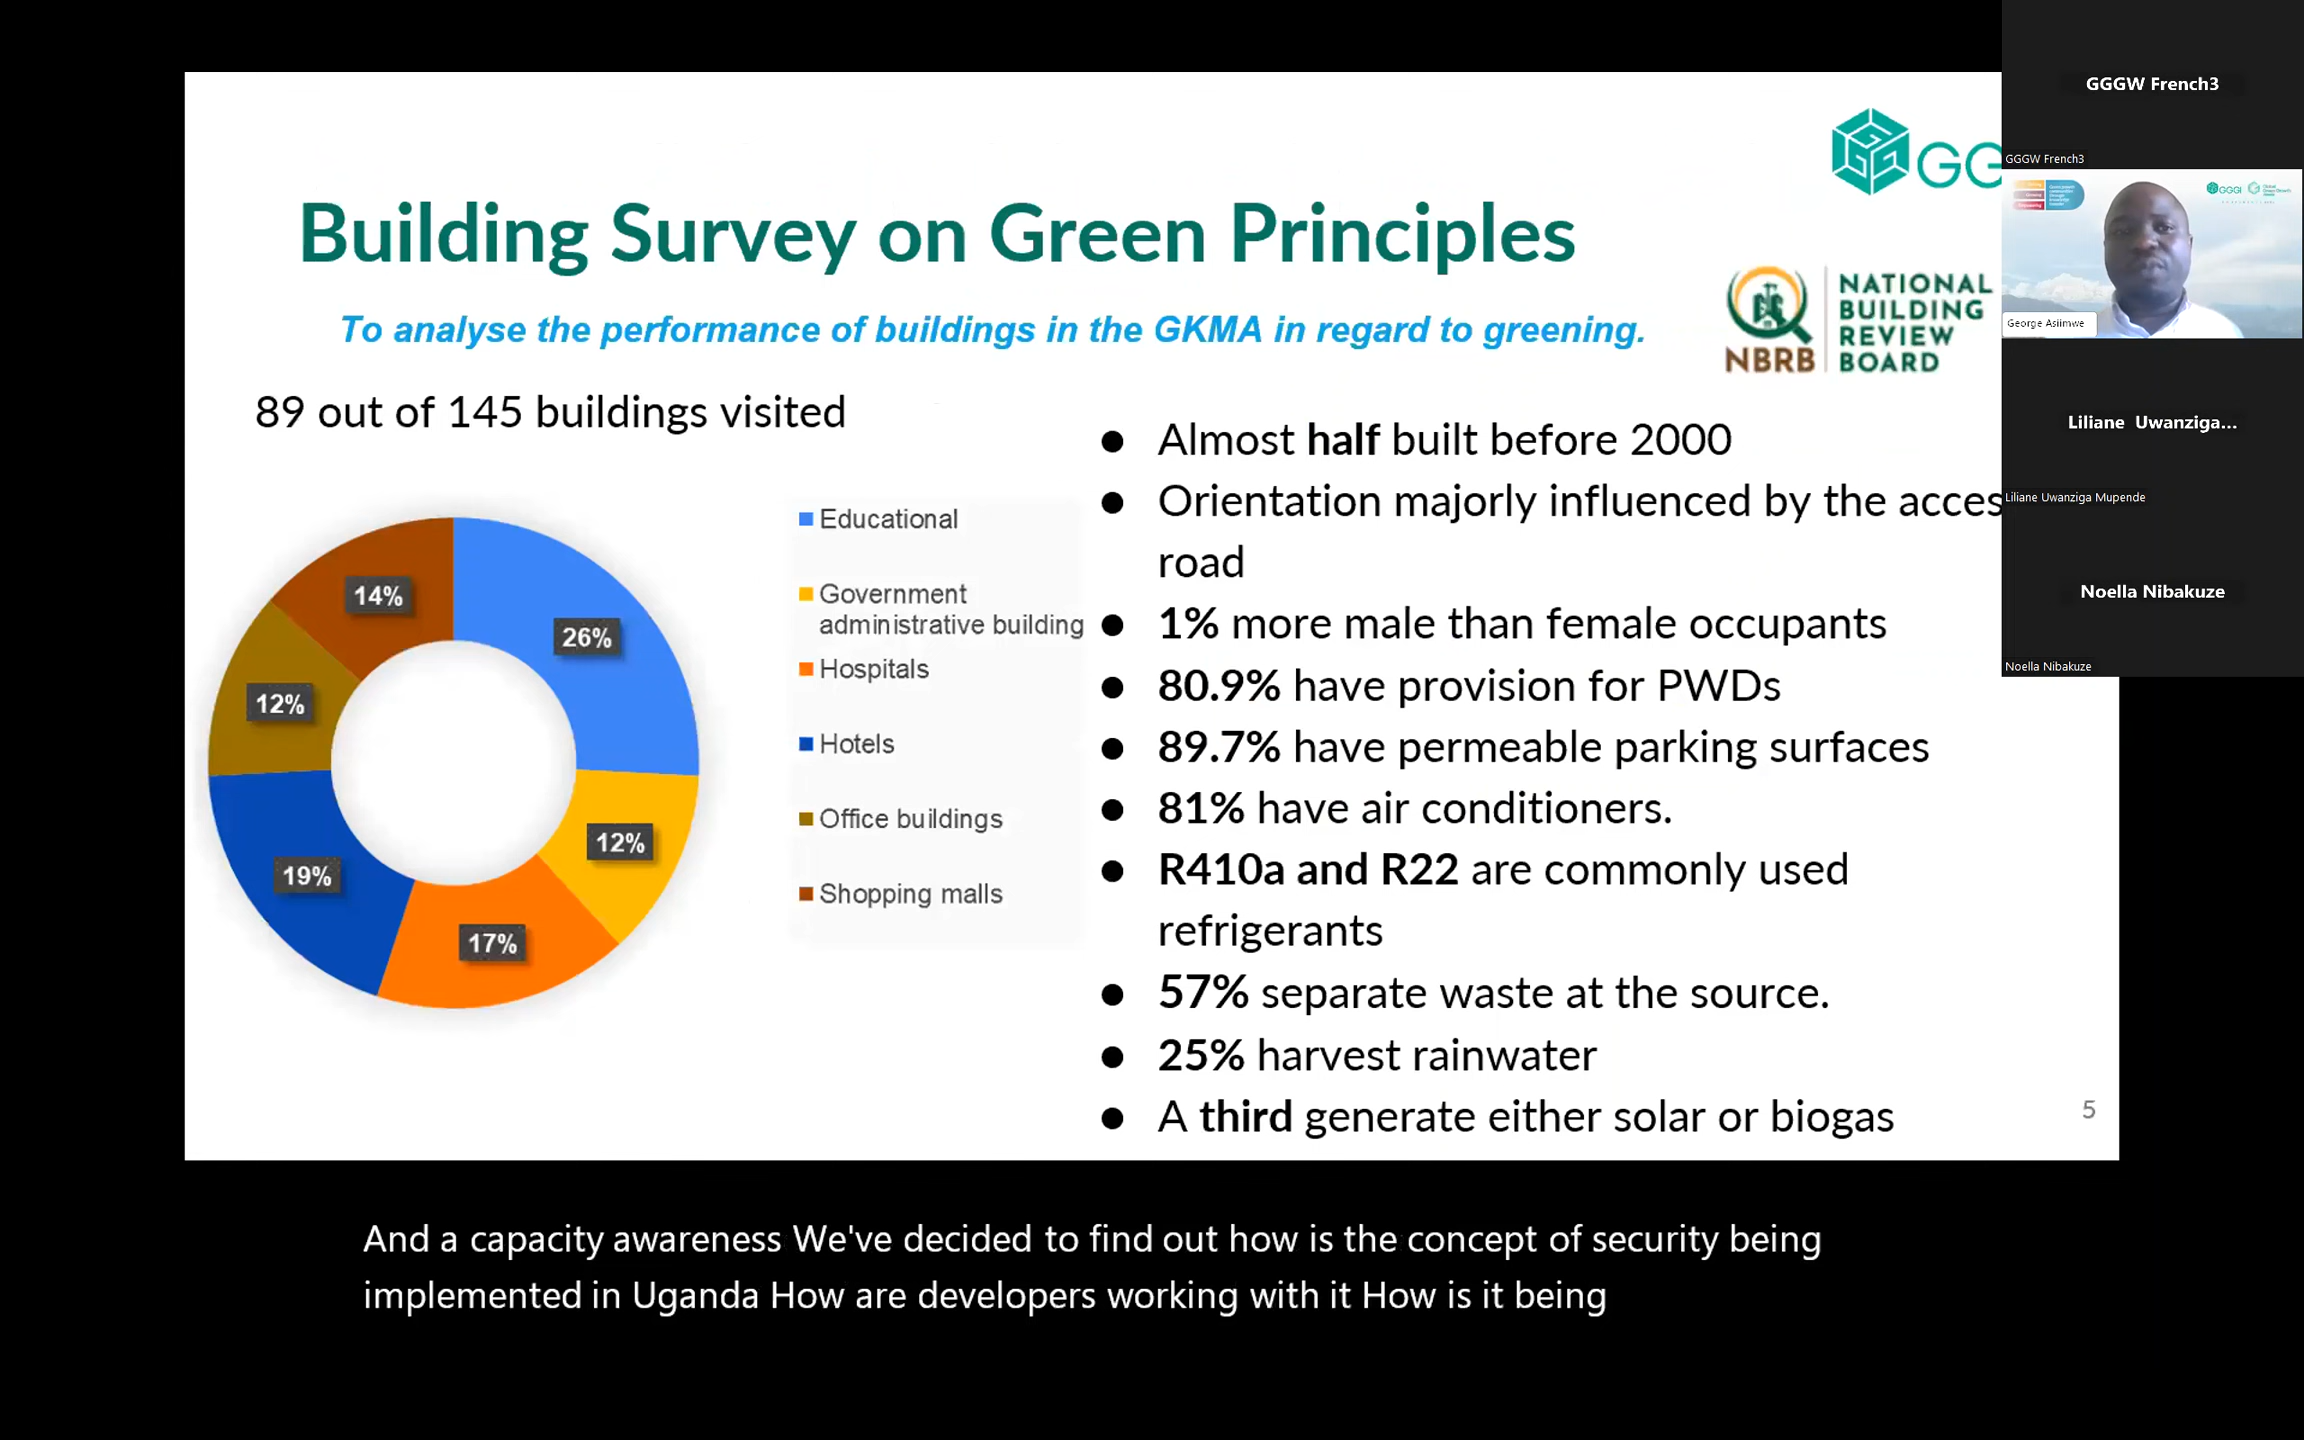 GGGW French3
GGGW French3
GG
GGGI
George Asiimwe
Liliane Uwanziga...
Liliane Uwanziga Mupende
Noella Nibakuze
Noella Nibakuze
Building Survey on Green Principles
To analyse the performance of buildings in the GKMA in regard to greening.
NBRB
NATIONAL
BUILDING
REVIEW
BOARD
89 out of 145 buildings visited
14%
26%
12%
12%
19%
17%
Educational
Government
administrative building
Hospitals
Hotels
Office buildings
Shopping malls
● Almost half built before 2000
● Orientation majorly influenced by the acces
road
● 1% more male than female occupants
● 80.9% have provision for PWDs
● 89.7% have permeable parking surfaces
● 81% have air conditioners.
● R410a and R22 are commonly used
refrigerants
● 57% separate waste at the source.
● 25% harvest rainwater
● A third generate either solar or biogas
5
And a capacity awareness We've decided to find out how is the concept of security being
implemented in Uganda How are developers working with it How is it being